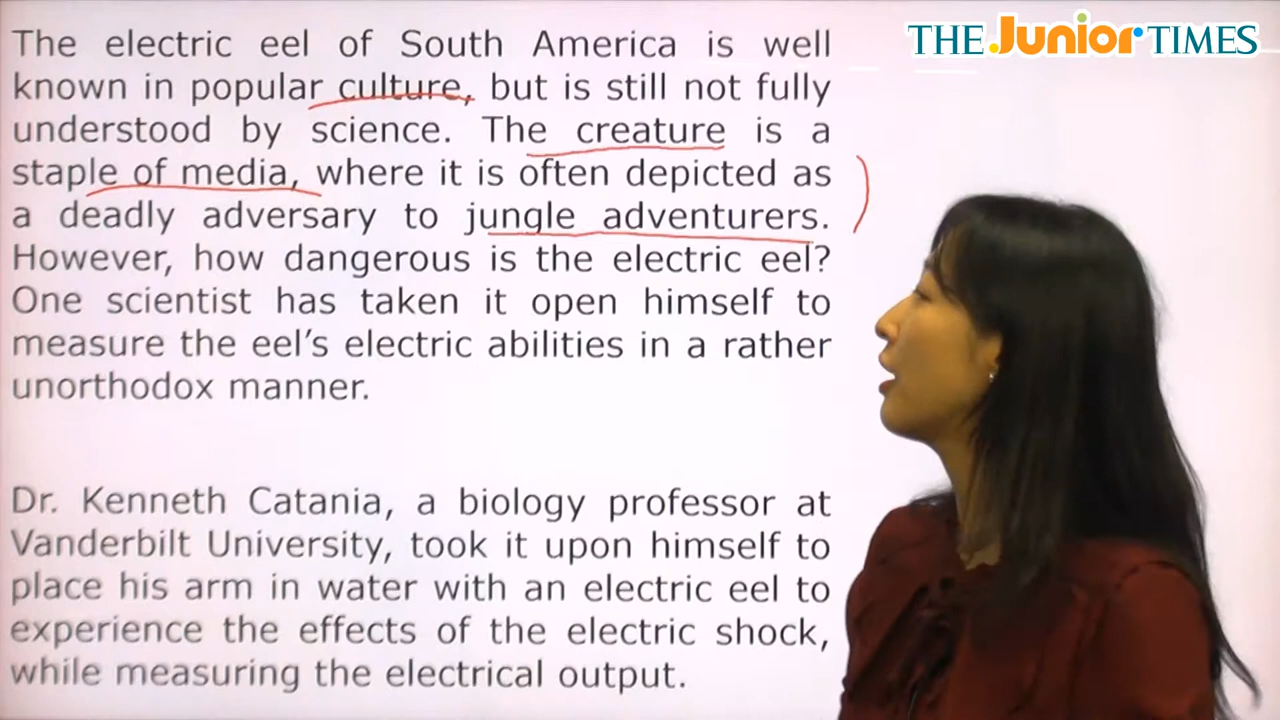 THE Junior TIMES
The electric eel of South America is well
known in popular culture, but is still not fully
understood by science. The creature is a
staple of media, where it is often depicted as
a deadly adversary to jungle adventurers.
However, how dangerous is the electric eel?
One scientist has taken it open himself to
measure the eel’s electric abilities in a rather
unorthodox manner.
Dr. Kenneth Catania, a biology professor at
Vanderbilt University, took it upon himself to
place his arm in water with an electric eel to
experience the effects of the electric shock,
while measuring the electrical output.